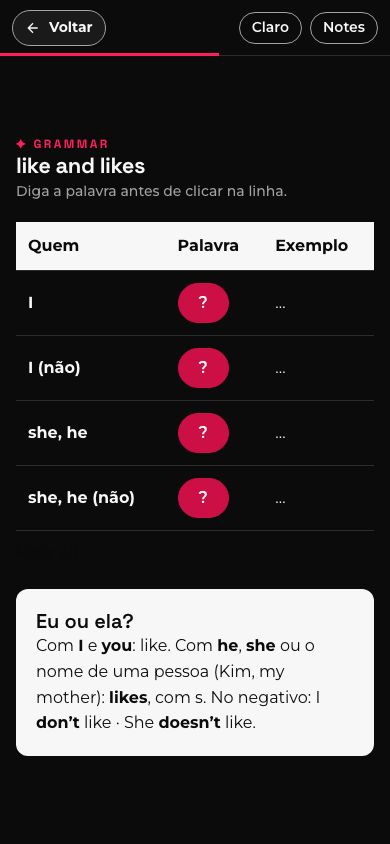 ← Voltar Claro Notes
✦ GRAMMAR
like and likes
Diga a palavra antes de clicar na linha.
Quem Palavra Exemplo
I ? ...
I (não) ? ...
she, he ? ...
she, he (não) ? ...
Eu ou ela?
Com I e you: like. Com he, she ou o
nome de uma pessoa (Kim, my
mother): likes, com s. No negativo: I
don’t like · She doesn’t like.